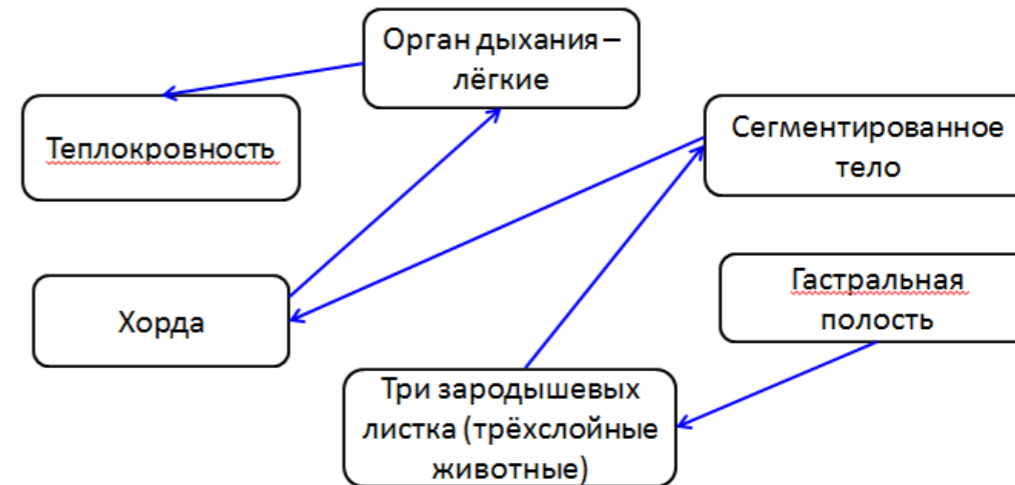 Орган дыхания –
лёгкие
Теплокровность
Сегментированное
тело
Хорда
Гастральная
полость
Три зародышевых
листка (трёхслойные
животные)